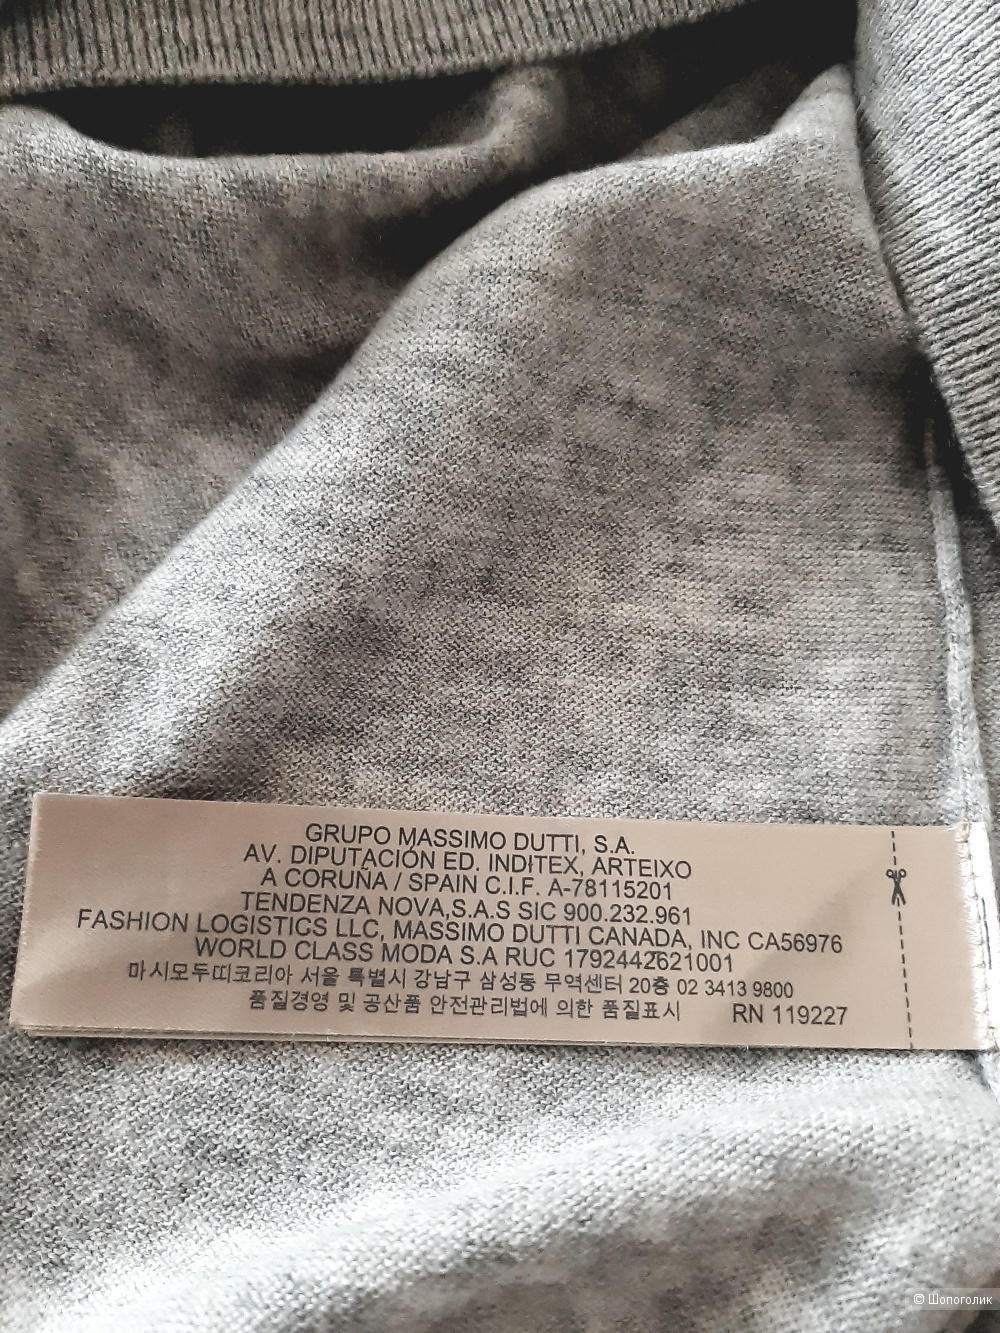 GRUPO MASSIMO DUTTI, S.A.
AV. DIPUTACIÓN ED. INDITEX, ARTEIXO
A CORUÑA / SPAIN C.I.F. A-78115201
TENDENZA NOVA,S.A.S SIC 900.232.961
FASHION LOGISTICS LLC, MASSIMO DUTTI CANADA, INC CA56976
WORLD CLASS MODA S.A RUC 1792442621001
마시모두띠코리아 서울 특별시 강남구 삼성동 무역센터 20층 02 3413 9800
품질경영 및 공산품 안전관리법에 의한 품질표시 RN 119227
© Шопоголик